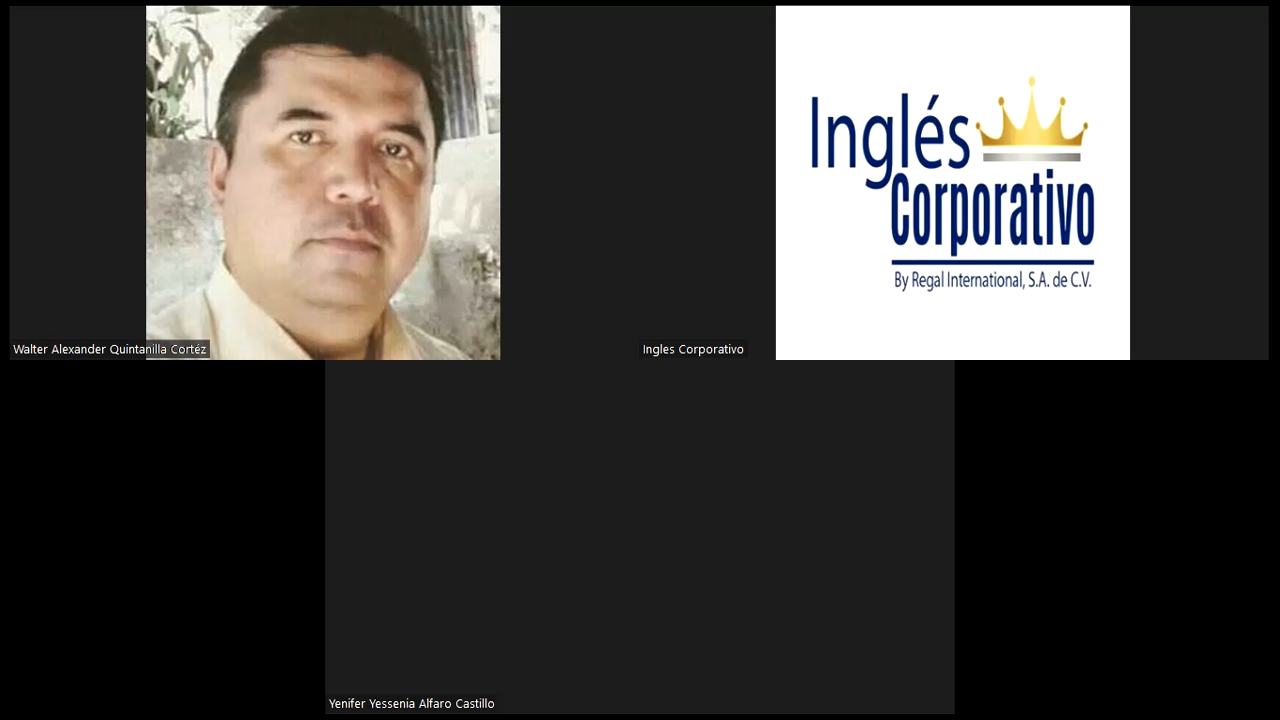 Inglés
Corporativo
By Regal International, S.A. de C.V.
Walter Alexander Quintanilla Cortéz
Ingles Corporativo
Yenifer Yessenia Alfaro Castillo